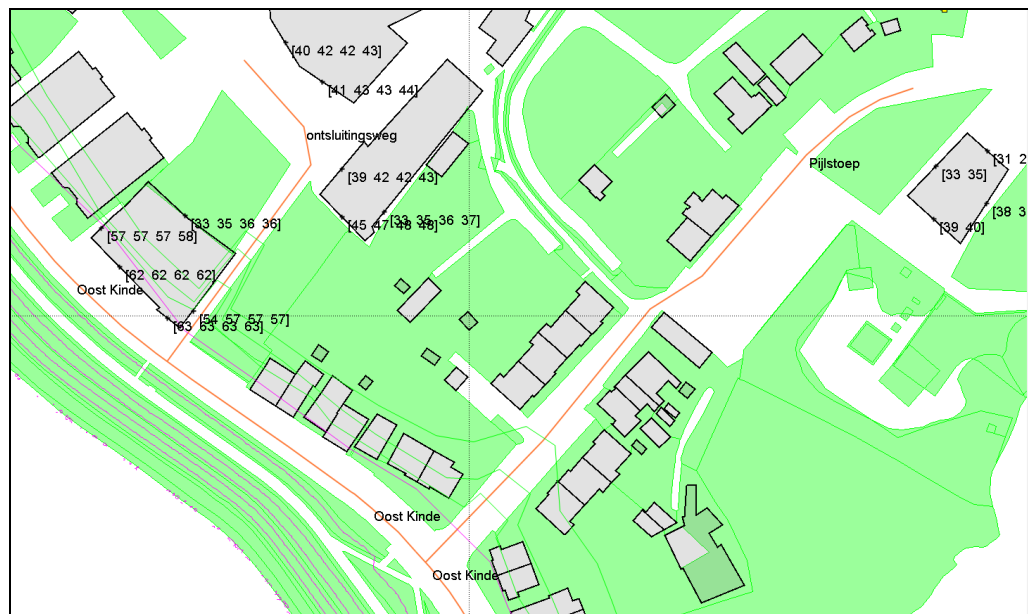 [40 42 42 43]
[41 43 43 44]
ontsluitingsweg
[31 2
Pijlstoep
[33 35]
[39 42 42 43]
[38 3
[33 35 36 36]
[33 35 36 37]
[45 47 48 48]
[39 40]
[57 57 57 58]
[62 62 62 62]
Oost Kinde
[54 57 57 57]
[63 63 63 63]
Oost Kinde
Oost Kinde